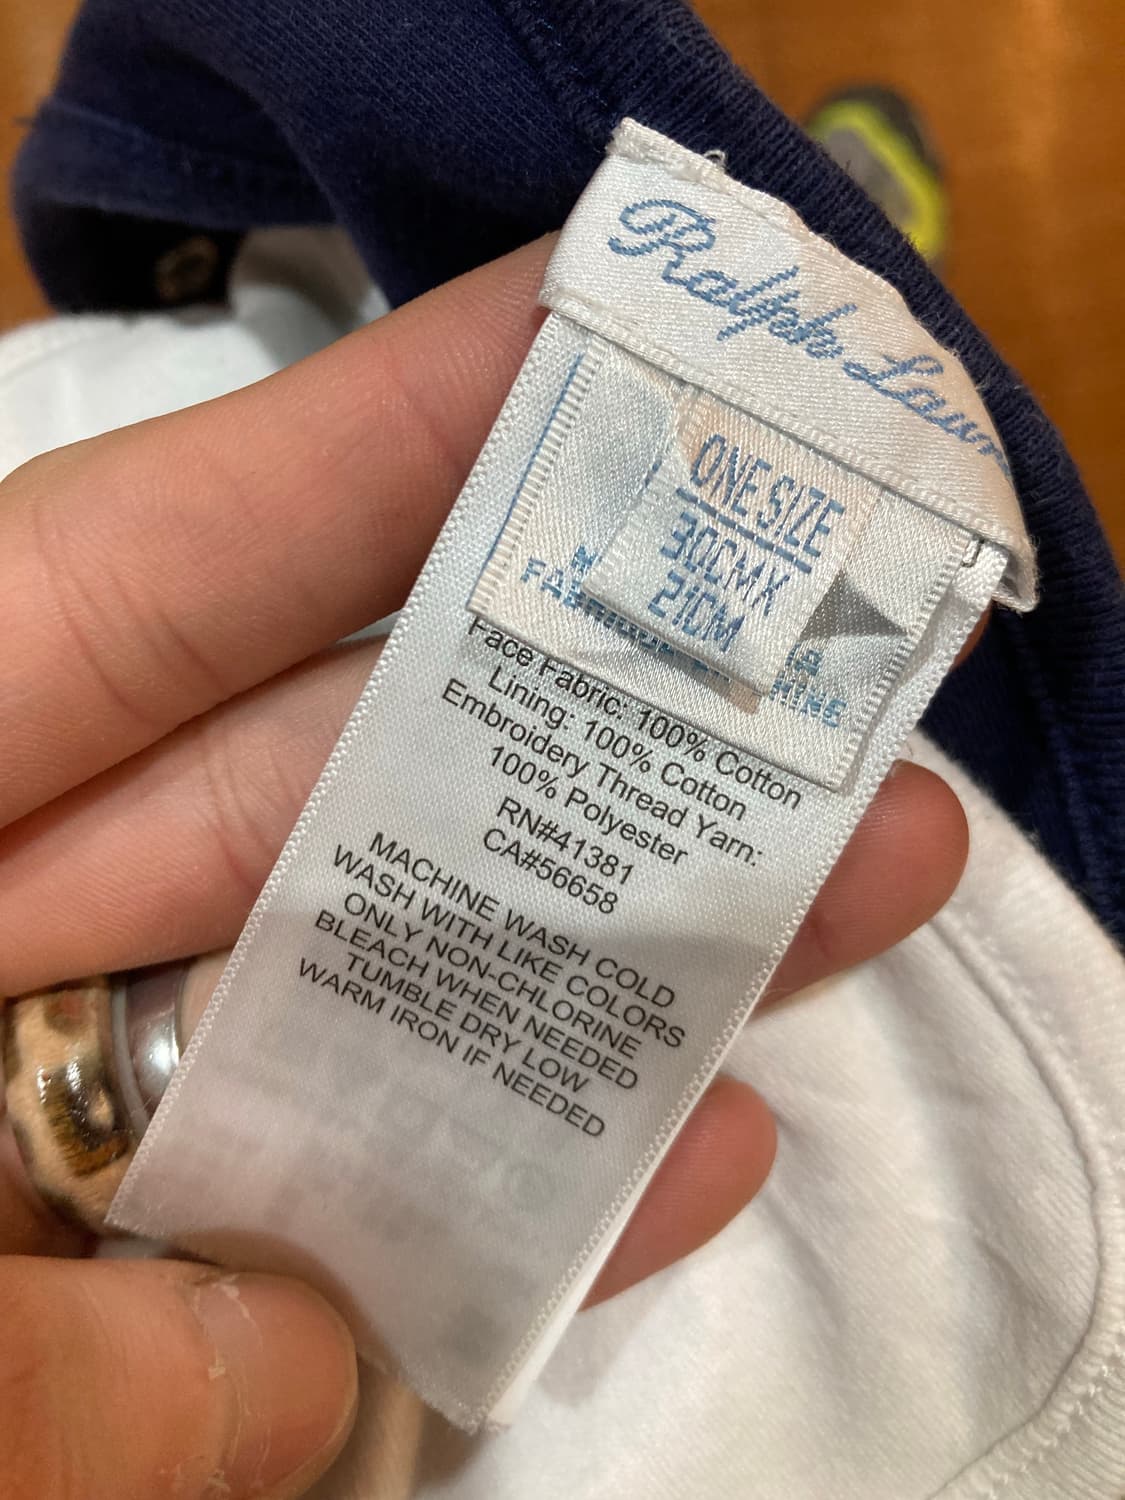 Ralph
ONE SIZE
30CMX
21CM
Face Fabric: 100% Cotton
Lining: 100% Cotton
Embroidery Thread Yarn:
100% Polyester
RN#41381
CA#56658
MACHINE WASH COLD
WASH WITH LIKE COLORS
ONLY NON-CHLORINE
BLEACH WHEN NEEDED
TUMBLE DRY LOW
WARM IRON IF NEEDED